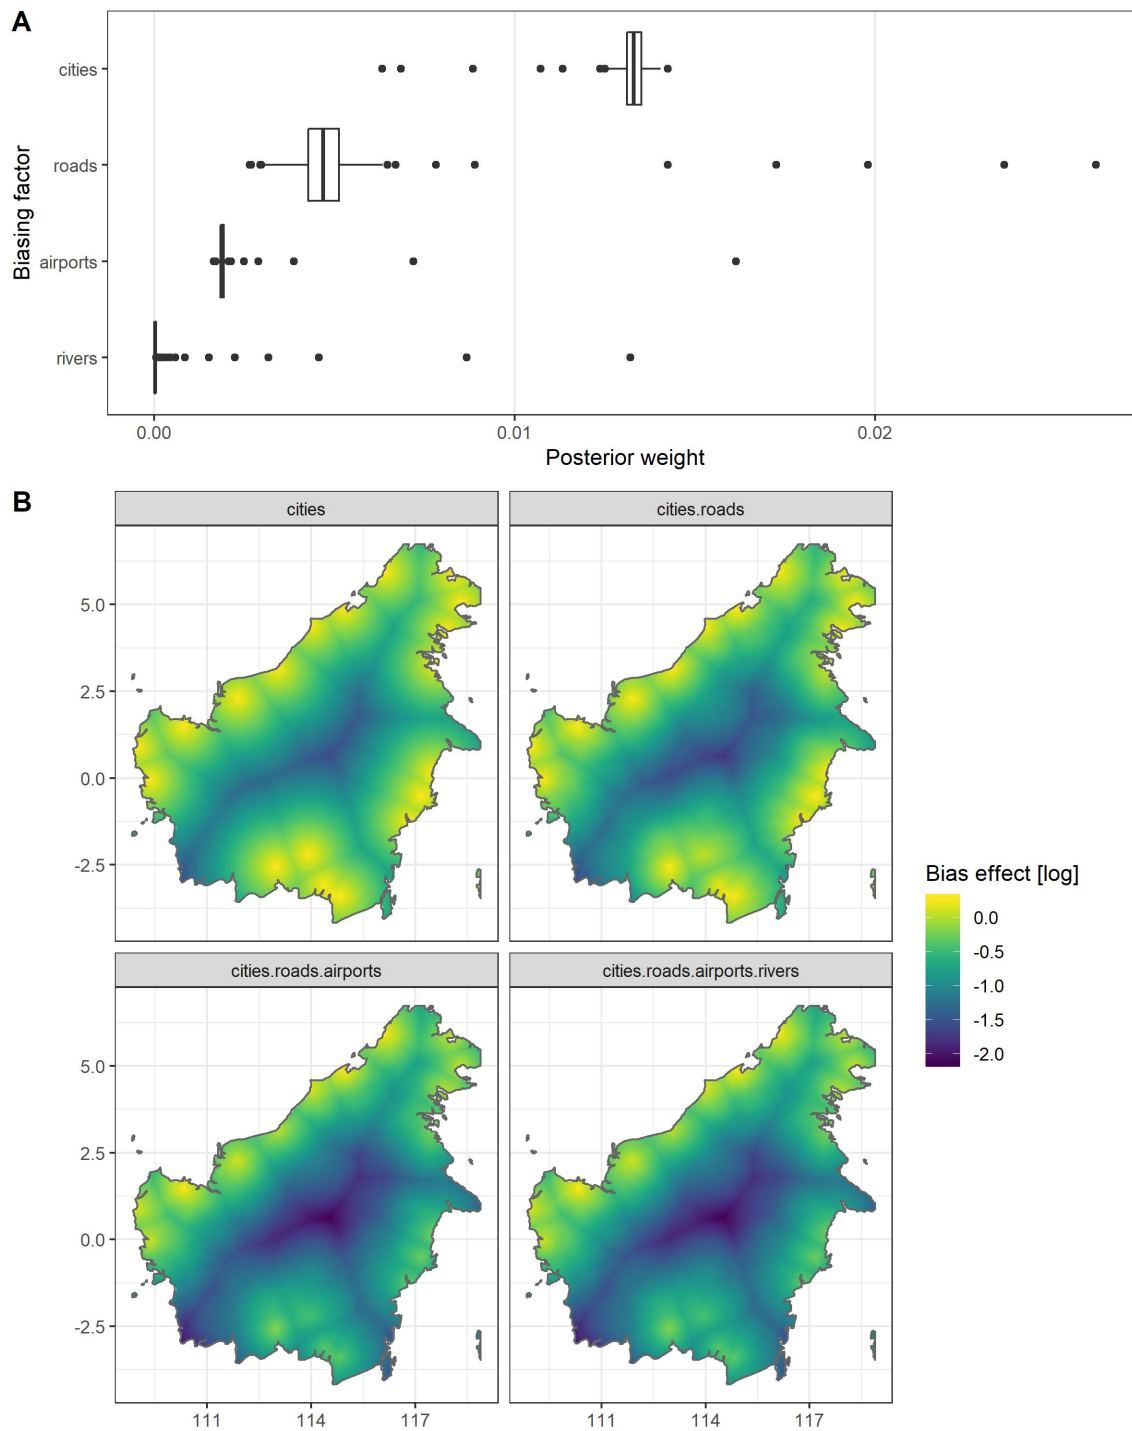 A
cities
roads
airports
rivers
Biasing factor
0.00 0.01 0.02
Posterior weight
B
cities cities.roads
5.0
2.5
0.0
-2.5
cities.roads.airports cities.roads.airports.rivers
5.0
2.5
0.0
-2.5
111 114 117 111 114 117
Bias effect [log]
0.0
-0.5
-1.0
-1.5
-2.0